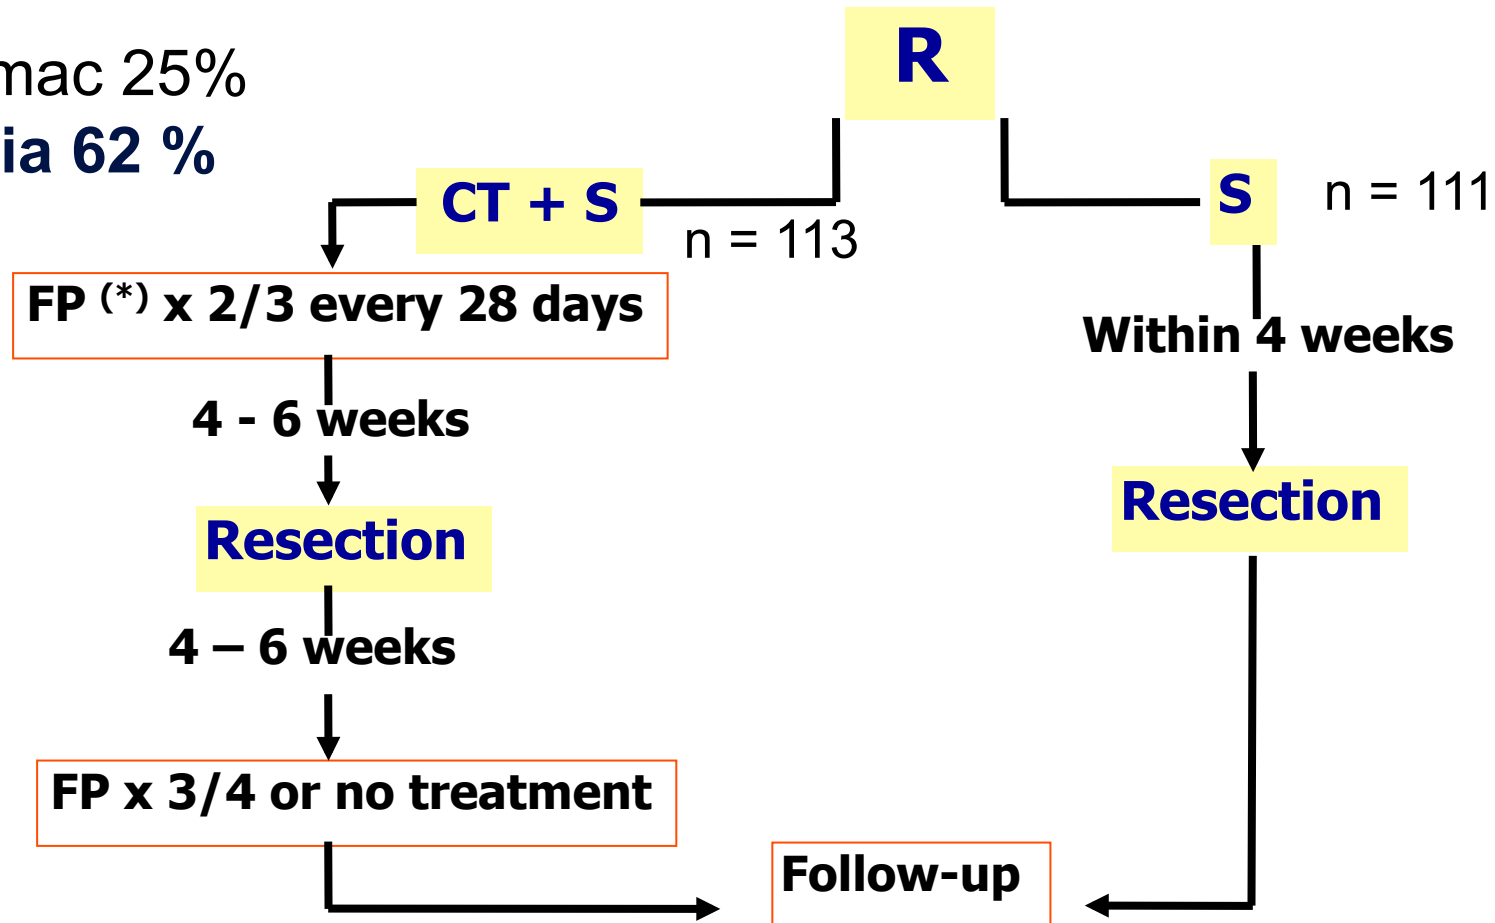 mac 25%
ia 62 %
R
CT + S
n = 113
S
n = 111
FP (*) x 2/3 every 28 days
Within 4 weeks
4 - 6 weeks
Resection
Resection
4 – 6 weeks
FP x 3/4 or no treatment
Follow-up